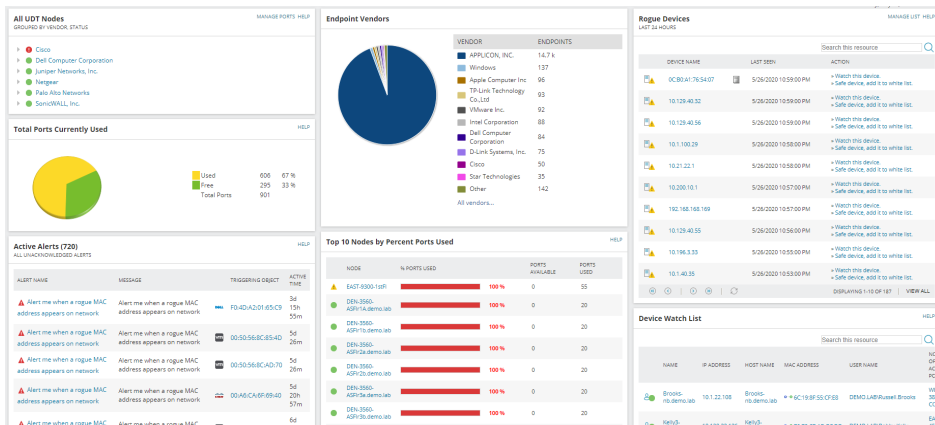 All UDT Nodes
MANAGE PORTS HELP
GROUPED BY VENDOR, STATUS
Cisco
Dell Computer Corporation
Juniper Networks, Inc.
Netgear
Palo Alto Networks
SonicWALL, Inc.
Total Ports Currently Used
HELP
Used 606 67 %
Free 295 33 %
Total Ports 901
Active Alerts (720)
HELP
ALL UNACKNOWLEDGED ALERTS
ALERT NAME MESSAGE TRIGGERING OBJECT ACTIVE TIME
Alert me when a rogue MAC address appears on network Alert me when a rogue MAC address appears on network F0:4D:A2:01:65:C9 3d 15h 55m
Alert me when a rogue MAC address appears on network Alert me when a rogue MAC address appears on network 00:50:56:8C:85:4D 5d 26m
Alert me when a rogue MAC address appears on network Alert me when a rogue MAC address appears on network 00:50:56:8C:AD:70 5d 26m
Alert me when a rogue MAC address appears on network Alert me when a rogue MAC address appears on network 00:A6:CA:6F:69:40 5d 20h 57m
Alert me when a rogue MAC Alert me when a rogue MAC 6d
Endpoint Vendors
VENDOR ENDPOINTS
APPLICON, INC. 14.7 k
Windows 137
Apple Computer Inc 96
TP-Link Technology Co.,Ltd 93
VMware Inc. 92
Intel Corporation 88
Dell Computer Corporation 84
D-Link Systems, Inc. 75
Cisco 50
Star Technologies 35
Other 142
All vendors...
Top 10 Nodes by Percent Ports Used
HELP
NODE % PORTS USED PORTS AVAILABLE PORTS USED
EAST-9300-1stFl 100 % 0 55
DEN-3560-ASFlr1A.demo.lab 100 % 0 20
DEN-3560-ASFlr1b.demo.lab 100 % 0 20
DEN-3560-ASFlr2a.demo.lab 100 % 0 20
DEN-3560-ASFlr2b.demo.lab 100 % 0 20
DEN-3560-ASFlr3a.demo.lab 100 % 0 20
DEN-3560-ASFlr3b.demo.lab 100 % 0 20
Rogue Devices
MANAGE LIST HELP
LAST 24 HOURS
Search this resource
DEVICE NAME LAST SEEN ACTION
0C:B0:A1:76:54:07 5/26/2020 10:59:00 PM » Watch this device. » Safe device, add it to white list.
10.129.40.32 5/26/2020 10:59:00 PM » Watch this device. » Safe device, add it to white list.
10.129.40.56 5/26/2020 10:59:00 PM » Watch this device. » Safe device, add it to white list.
10.1.100.29 5/26/2020 10:58:00 PM » Watch this device. » Safe device, add it to white list.
10.21.22.1 5/26/2020 10:58:00 PM » Watch this device. » Safe device, add it to white list.
10.200.10.1 5/26/2020 10:57:00 PM » Watch this device. » Safe device, add it to white list.
192.168.168.169 5/26/2020 10:57:00 PM » Watch this device. » Safe device, add it to white list.
10.129.40.55 5/26/2020 10:56:00 PM » Watch this device. » Safe device, add it to white list.
10.196.3.33 5/26/2020 10:55:00 PM » Watch this device. » Safe device, add it to white list.
10.1.40.35 5/26/2020 10:53:00 PM » Watch this device. » Safe device, add it to white list.
DISPLAYING 1-10 OF 187 VIEW ALL
Device Watch List
HELP
Search this resource
NAME IP ADDRESS HOST NAME MAC ADDRESS USER NAME
Brooks-nb.demo.lab 10.1.22.108 Brooks-nb.demo.lab 6C:19:8F:55:CF:E8 DEMO.LAB\Russell.Brooks